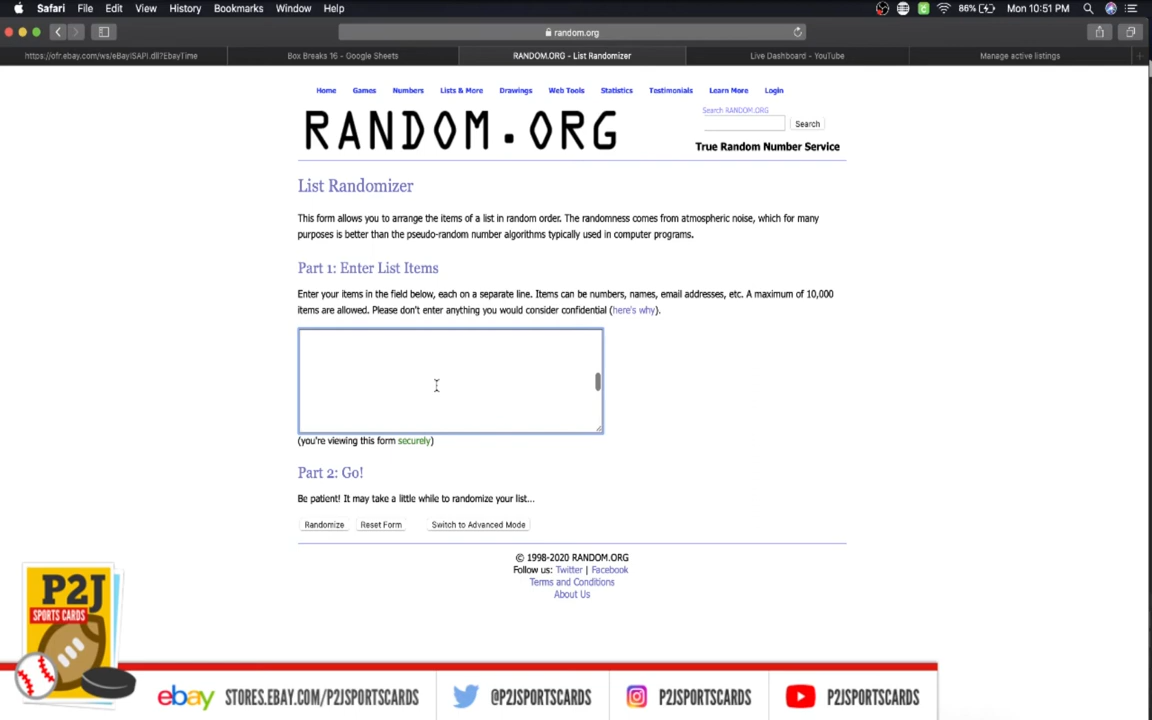 Safari File Edit View History Bookmarks Window Help 86% Mon 10:51 PM
random.org
https://ofr.ebay.com/ws/eBayISAPI.dll?EbayTime Box Breaks 16 - Google Sheets RANDOM.ORG - List Randomizer Live Dashboard - YouTube Manage active listings
Home Games Numbers Lists & More Drawings Web Tools Statistics Testimonials Learn More Login
Search RANDOM.ORG
Search
RANDOM.ORG
True Random Number Service
List Randomizer
This form allows you to arrange the items of a list in random order. The randomness comes from atmospheric noise, which for many
purposes is better than the pseudo-random number algorithms typically used in computer programs.
Part 1: Enter List Items
Enter your items in the field below, each on a separate line. Items can be numbers, names, email addresses, etc. A maximum of 10,000
items are allowed. Please don't enter anything you would consider confidential (here's why).
(you're viewing this form securely)
Part 2: Go!
Be patient! It may take a little while to randomize your list...
Randomize Reset Form Switch to Advanced Mode
© 1998-2020 RANDOM.ORG
Follow us: Twitter | Facebook
Terms and Conditions
About Us
P2J
SPORTS CARDS
ebay STORES.EBAY.COM/P2JSPORTSCARDS @P2JSPORTSCARDS P2JSPORTSCARDS P2JSPORTSCARDS